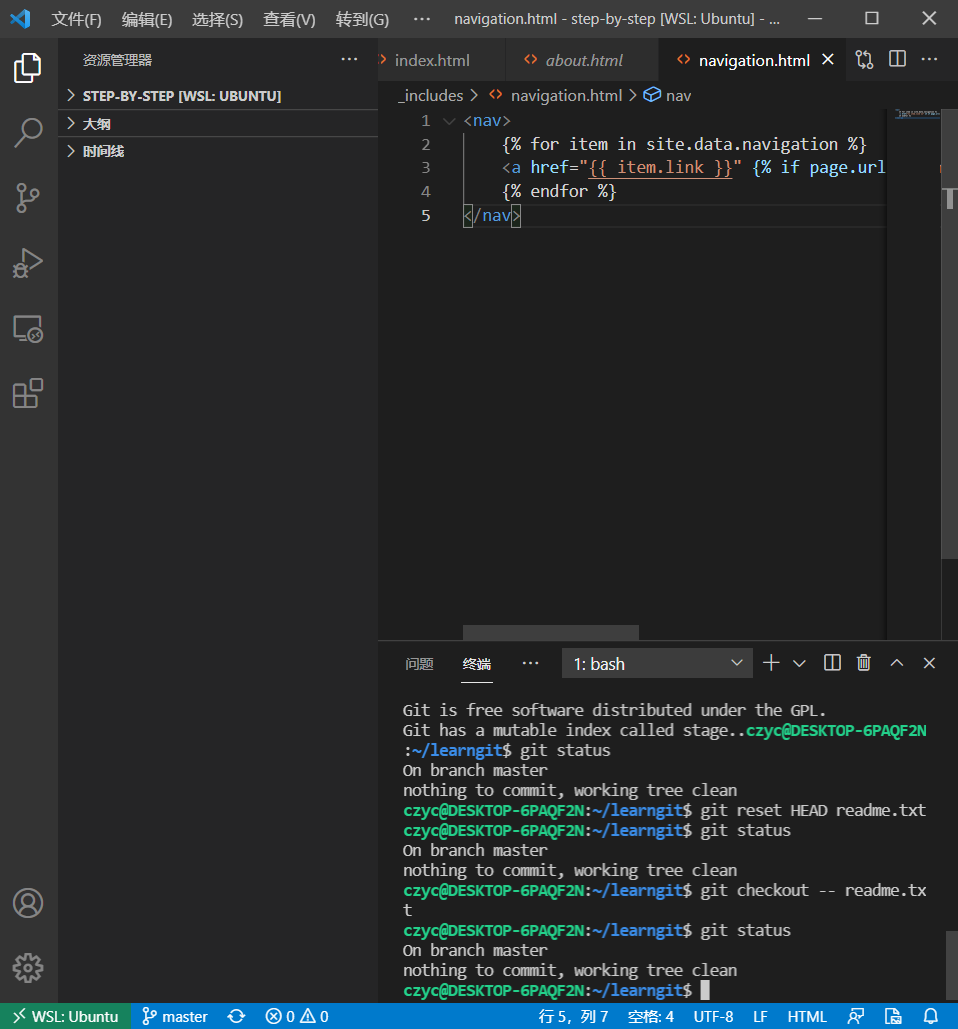 文件(F) 编辑(E) 选择(S) 查看(V) 转到(G) ··· navigation.html - step-by-step [WSL: Ubuntu] - ...
资源管理器 ···
STEP-BY-STEP [WSL: UBUNTU]
大纲
时间线
index.html about.html navigation.html
_includes > navigation.html > nav
1 <nav>
2 {% for item in site.data.navigation %}
3 <a href="{{ item.link }}" {% if page.url
4 {% endfor %}
5 </nav>
问题 终端 ··· 1: bash
Git is free software distributed under the GPL.
Git has a mutable index called stage..czyc@DESKTOP-6PAQF2N
:~/learngit$ git status
On branch master
nothing to commit, working tree clean
czyc@DESKTOP-6PAQF2N:~/learngit$ git reset HEAD readme.txt
czyc@DESKTOP-6PAQF2N:~/learngit$ git status
On branch master
nothing to commit, working tree clean
czyc@DESKTOP-6PAQF2N:~/learngit$ git checkout -- readme.tx
t
czyc@DESKTOP-6PAQF2N:~/learngit$ git status
On branch master
nothing to commit, working tree clean
czyc@DESKTOP-6PAQF2N:~/learngit$
WSL: Ubuntu master 0 0 行 5，列 7 空格: 4 UTF-8 LF HTML